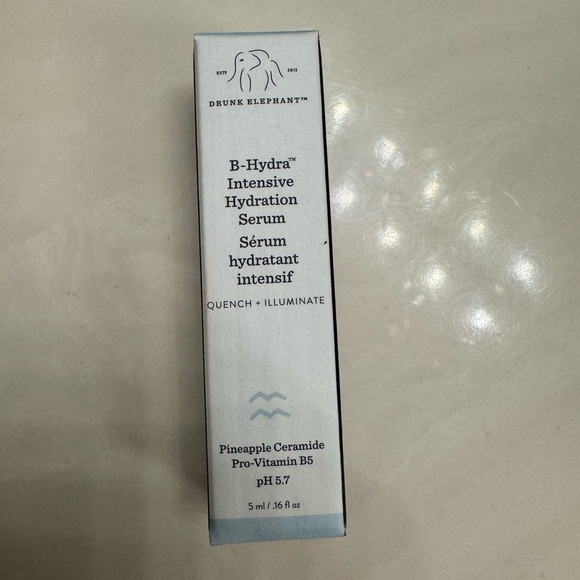 ESTD 2012
DRUNK ELEPHANT™
B-Hydra™
Intensive
Hydration
Serum
Sérum
hydratant
intensif
QUENCH + ILLUMINATE
Pineapple Ceramide
Pro-Vitamin B5
pH 5.7
5 ml / .16 fl oz